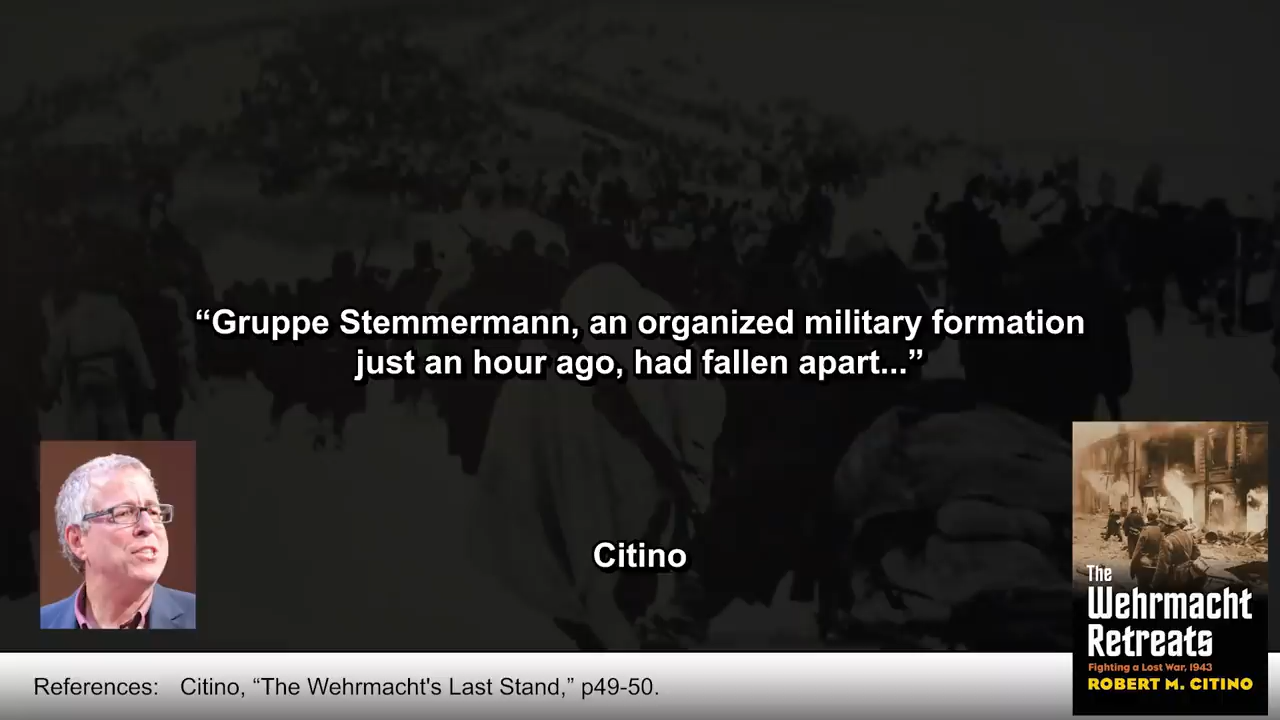 “Gruppe Stemmermann, an organized military formation
just an hour ago, had fallen apart...”
Citino
The
Wehrmacht
Retreats
Fighting a Lost War, 1943
ROBERT M. CITINO
References: Citino, “The Wehrmacht's Last Stand,” p49-50.